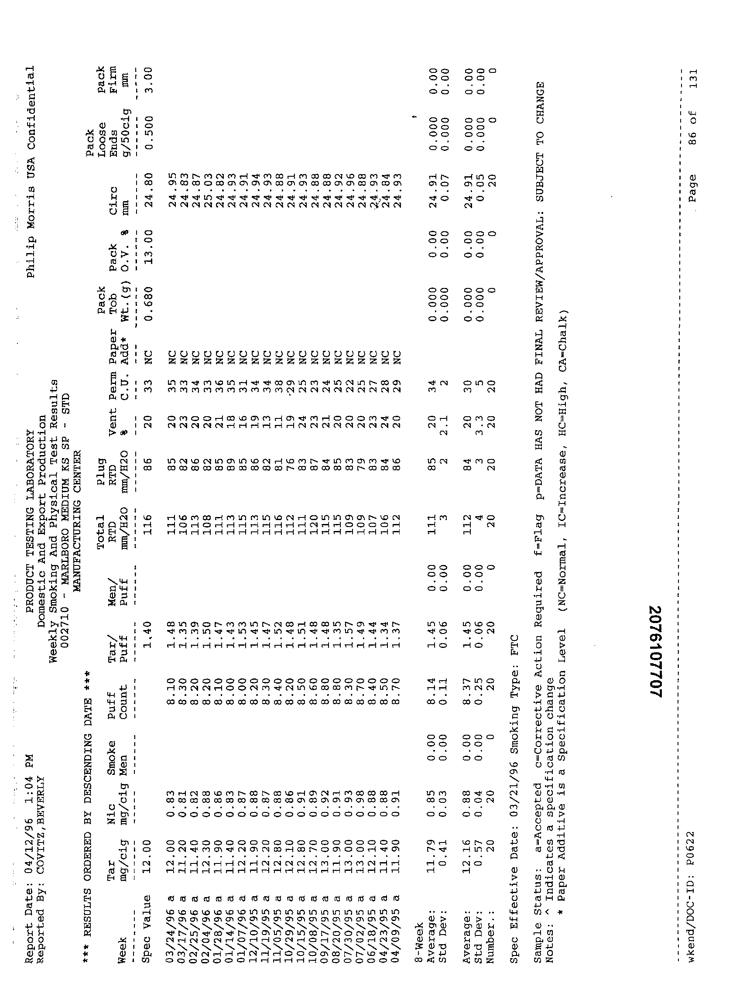 Report Date: 04/12/96 1:04 PM PRODUCT TESTING LABORATORY Philip Morris USA Confidential
Reported By: COVITZ,BEVERLY Domestic And Export Production
Weekly Smoking And Physical Test Results
002710 - MARLBORO MEDIUM KS SP - STD
MANUFACTURING CENTER
*** RESULTS ORDERED BY DESCENDING DATE ***
Pack
Total Plug Pack Loose Pack
Tar Nic Smoke Puff Tar/ Men/ RTD RTD Vent Perm Paper Tob Pack Circ Ends Firm
Week mg/cig mg/cig Men Count Puff Puff mm/H2O mm/H2O % C.U. Add* Wt.(g) O.V. % mm g/50cig mm
Spec Value 12.00 1.40 116 86 20 33 NC 0.680 13.00 24.80 0.500 3.00
03/24/96 a 12.00 0.83 8.10 1.48 111 85 20 35 NC 24.95
03/17/96 a 11.20 0.81 8.30 1.35 106 82 23 33 NC 24.83
02/25/96 a 11.40 0.82 8.20 1.39 113 86 20 34 NC 24.87
02/04/96 a 12.30 0.88 8.20 1.50 108 82 20 33 NC 25.03
01/28/96 a 11.90 0.86 8.10 1.47 111 85 21 36 NC 24.82
01/14/96 a 11.40 0.83 8.00 1.43 113 89 18 35 NC 24.93
01/07/96 a 12.20 0.87 8.00 1.53 115 85 16 31 NC 24.91
12/10/95 a 11.90 0.88 8.20 1.45 113 86 19 34 NC 24.94
11/19/95 a 12.20 0.87 8.30 1.47 115 82 13 34 NC 24.93
11/05/95 a 12.80 0.88 8.40 1.52 116 81 11 38 NC 24.88
10/29/95 a 12.10 0.86 8.20 1.48 112 76 19 29 NC 24.91
10/15/95 a 12.80 0.91 8.50 1.51 111 83 24 25 NC 24.93
10/08/95 a 12.70 0.89 8.60 1.48 120 87 23 23 NC 24.88
09/17/95 a 13.00 0.92 8.80 1.48 115 84 21 24 NC 24.88
08/20/95 a 11.90 0.91 8.80 1.35 115 85 20 25 NC 24.92
07/30/95 a 13.00 0.93 8.30 1.57 109 83 20 22 NC 24.96
07/02/95 a 13.00 0.98 8.70 1.49 109 79 20 25 NC 24.88
06/18/95 a 12.10 0.88 8.40 1.44 107 83 23 27 NC 24.93
04/23/95 a 11.40 0.88 8.50 1.34 106 84 24 28 NC 24.84
04/09/95 a 11.90 0.91 8.70 1.37 112 86 20 29 NC 24.93
8-Week
Average: 11.79 0.85 0.00 8.14 1.45 0.00 111 85 20 34 0.000 0.00 24.91 0.000 0.00
Std Dev: 0.41 0.03 0.00 0.11 0.06 0.00 3 2 2.1 2 0.000 0.00 0.07 0.000 0.00
Average: 12.16 0.88 0.00 8.37 1.45 0.00 112 84 20 30 0.000 0.00 24.91 0.000 0.00
Std Dev: 0.57 0.04 0.00 0.25 0.06 0.00 4 3 3.3 5 0.000 0.00 0.05 0.000 0.00
Number.: 20 20 0 20 20 0 20 20 20 20 0 0 20 0 0
Spec Effective Date: 03/21/96 Smoking Type: FTC
Sample Status: a=Accepted c=Corrective Action Required f=Flag p=DATA HAS NOT HAD FINAL REVIEW/APPROVAL: SUBJECT TO CHANGE
Notes: ^ Indicates a specification change
* Paper Additive is a Specification Level (NC=Normal, IC=Increase, HC=High, CA=Chalk)
2076107707
wkend/DOC-ID: P0622 Page 86 of 131